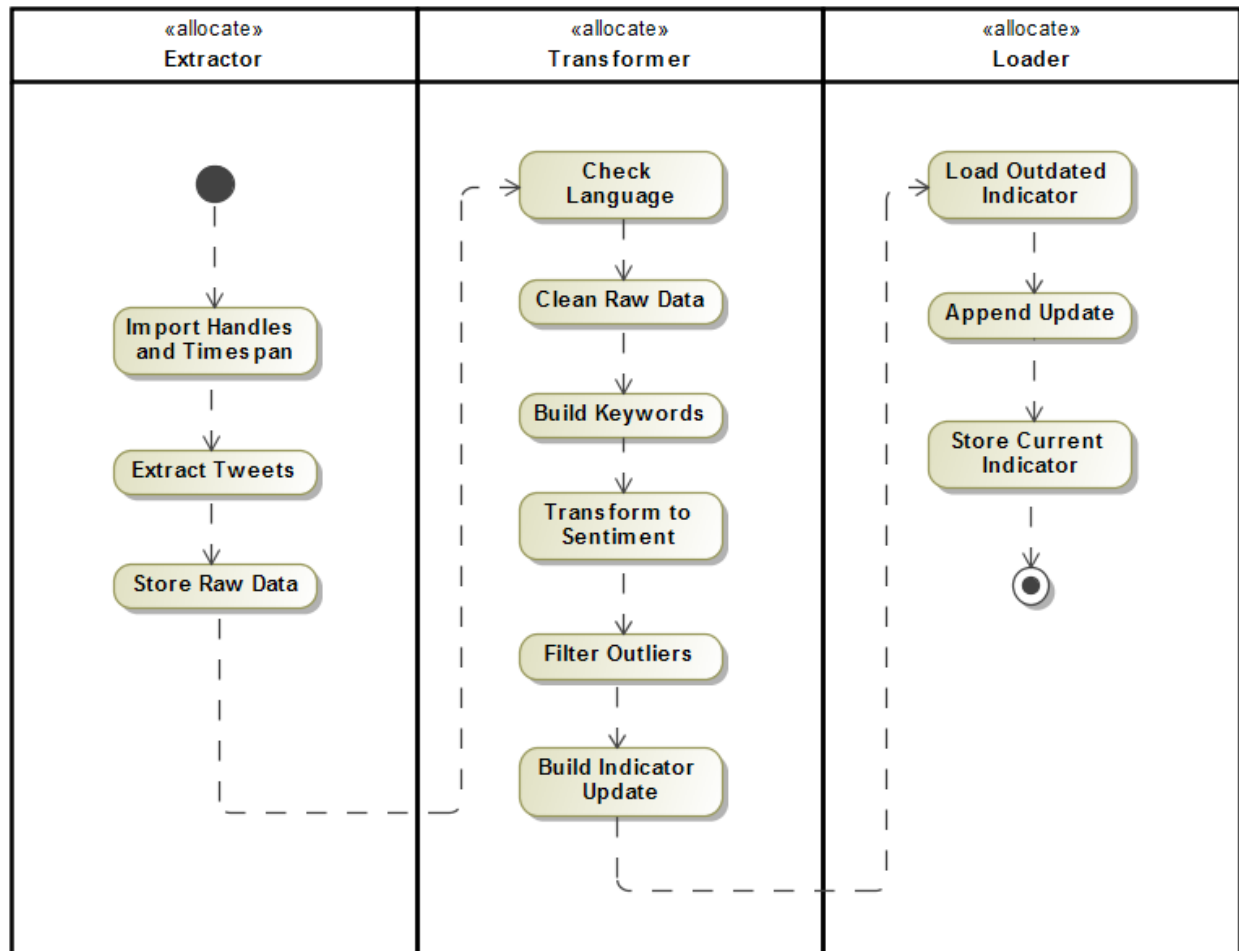 «allocate»
Extractor
«allocate»
Transformer
«allocate»
Loader
Import Handles
and Timespan
Extract Tweets
Store Raw Data
Check
Language
Clean Raw Data
Build Keywords
Transform to
Sentiment
Filter Outliers
Build Indicator
Update
Load Outdated
Indicator
Append Update
Store Current
Indicator